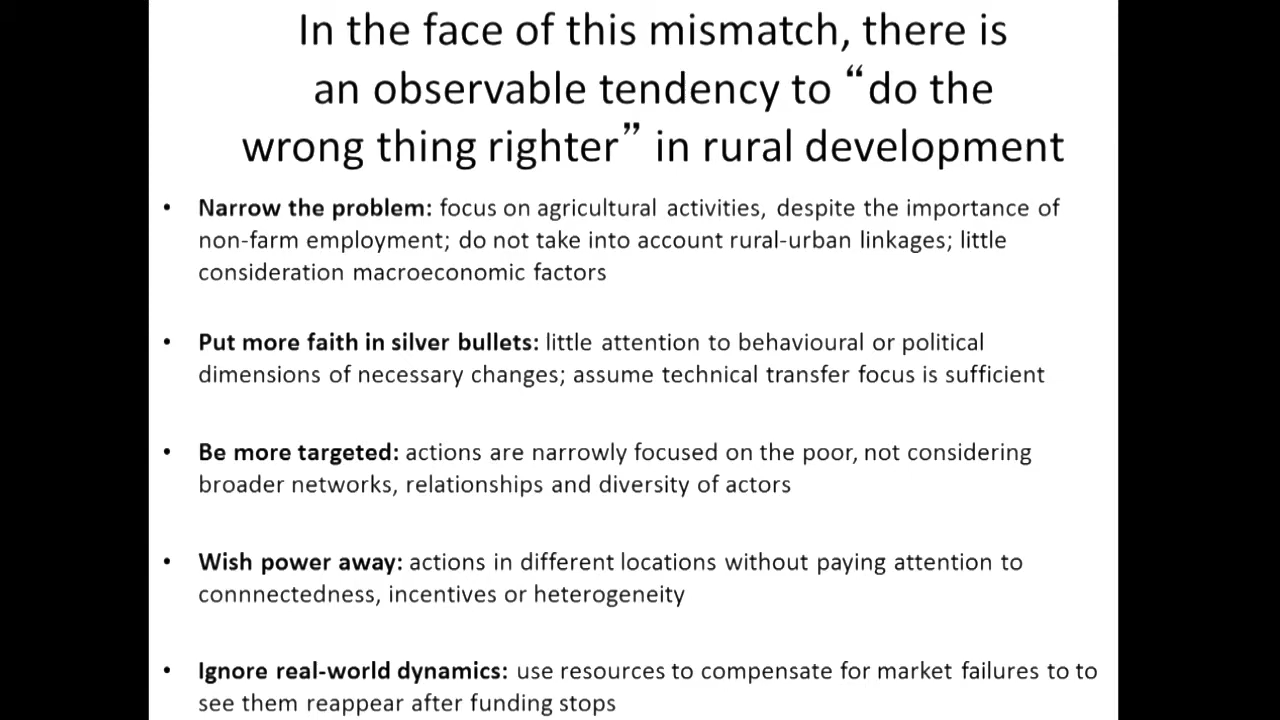 In the face of this mismatch, there is
an observable tendency to “do the
wrong thing righter” in rural development
• Narrow the problem: focus on agricultural activities, despite the importance of
non-farm employment; do not take into account rural-urban linkages; little
consideration macroeconomic factors
• Put more faith in silver bullets: little attention to behavioural or political
dimensions of necessary changes; assume technical transfer focus is sufficient
• Be more targeted: actions are narrowly focused on the poor, not considering
broader networks, relationships and diversity of actors
• Wish power away: actions in different locations without paying attention to
connnectedness, incentives or heterogeneity
• Ignore real-world dynamics: use resources to compensate for market failures to to
see them reappear after funding stops